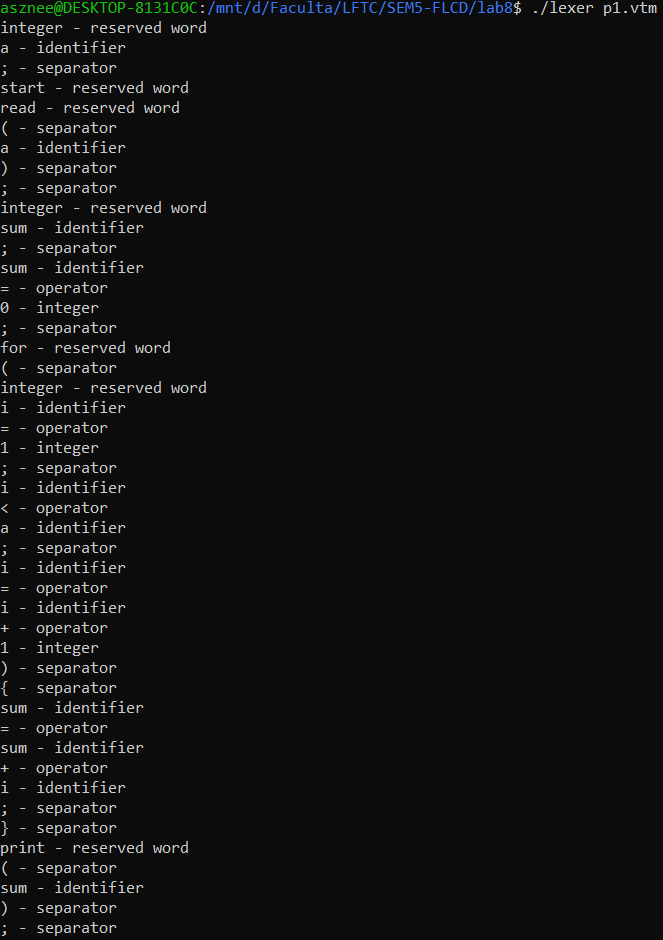 asznee@DESKTOP-8131C0C:/mnt/d/Faculta/LFTC/SEM5-FLCD/lab8$ ./lexer p1.vtm
integer - reserved word
a - identifier
; - separator
start - reserved word
read - reserved word
( - separator
a - identifier
) - separator
; - separator
integer - reserved word
sum - identifier
; - separator
sum - identifier
= - operator
0 - integer
; - separator
for - reserved word
( - separator
integer - reserved word
i - identifier
= - operator
1 - integer
; - separator
i - identifier
< - operator
a - identifier
; - separator
i - identifier
= - operator
i - identifier
+ - operator
1 - integer
) - separator
{ - separator
sum - identifier
= - operator
sum - identifier
+ - operator
i - identifier
; - separator
} - separator
print - reserved word
( - separator
sum - identifier
) - separator
; - separator